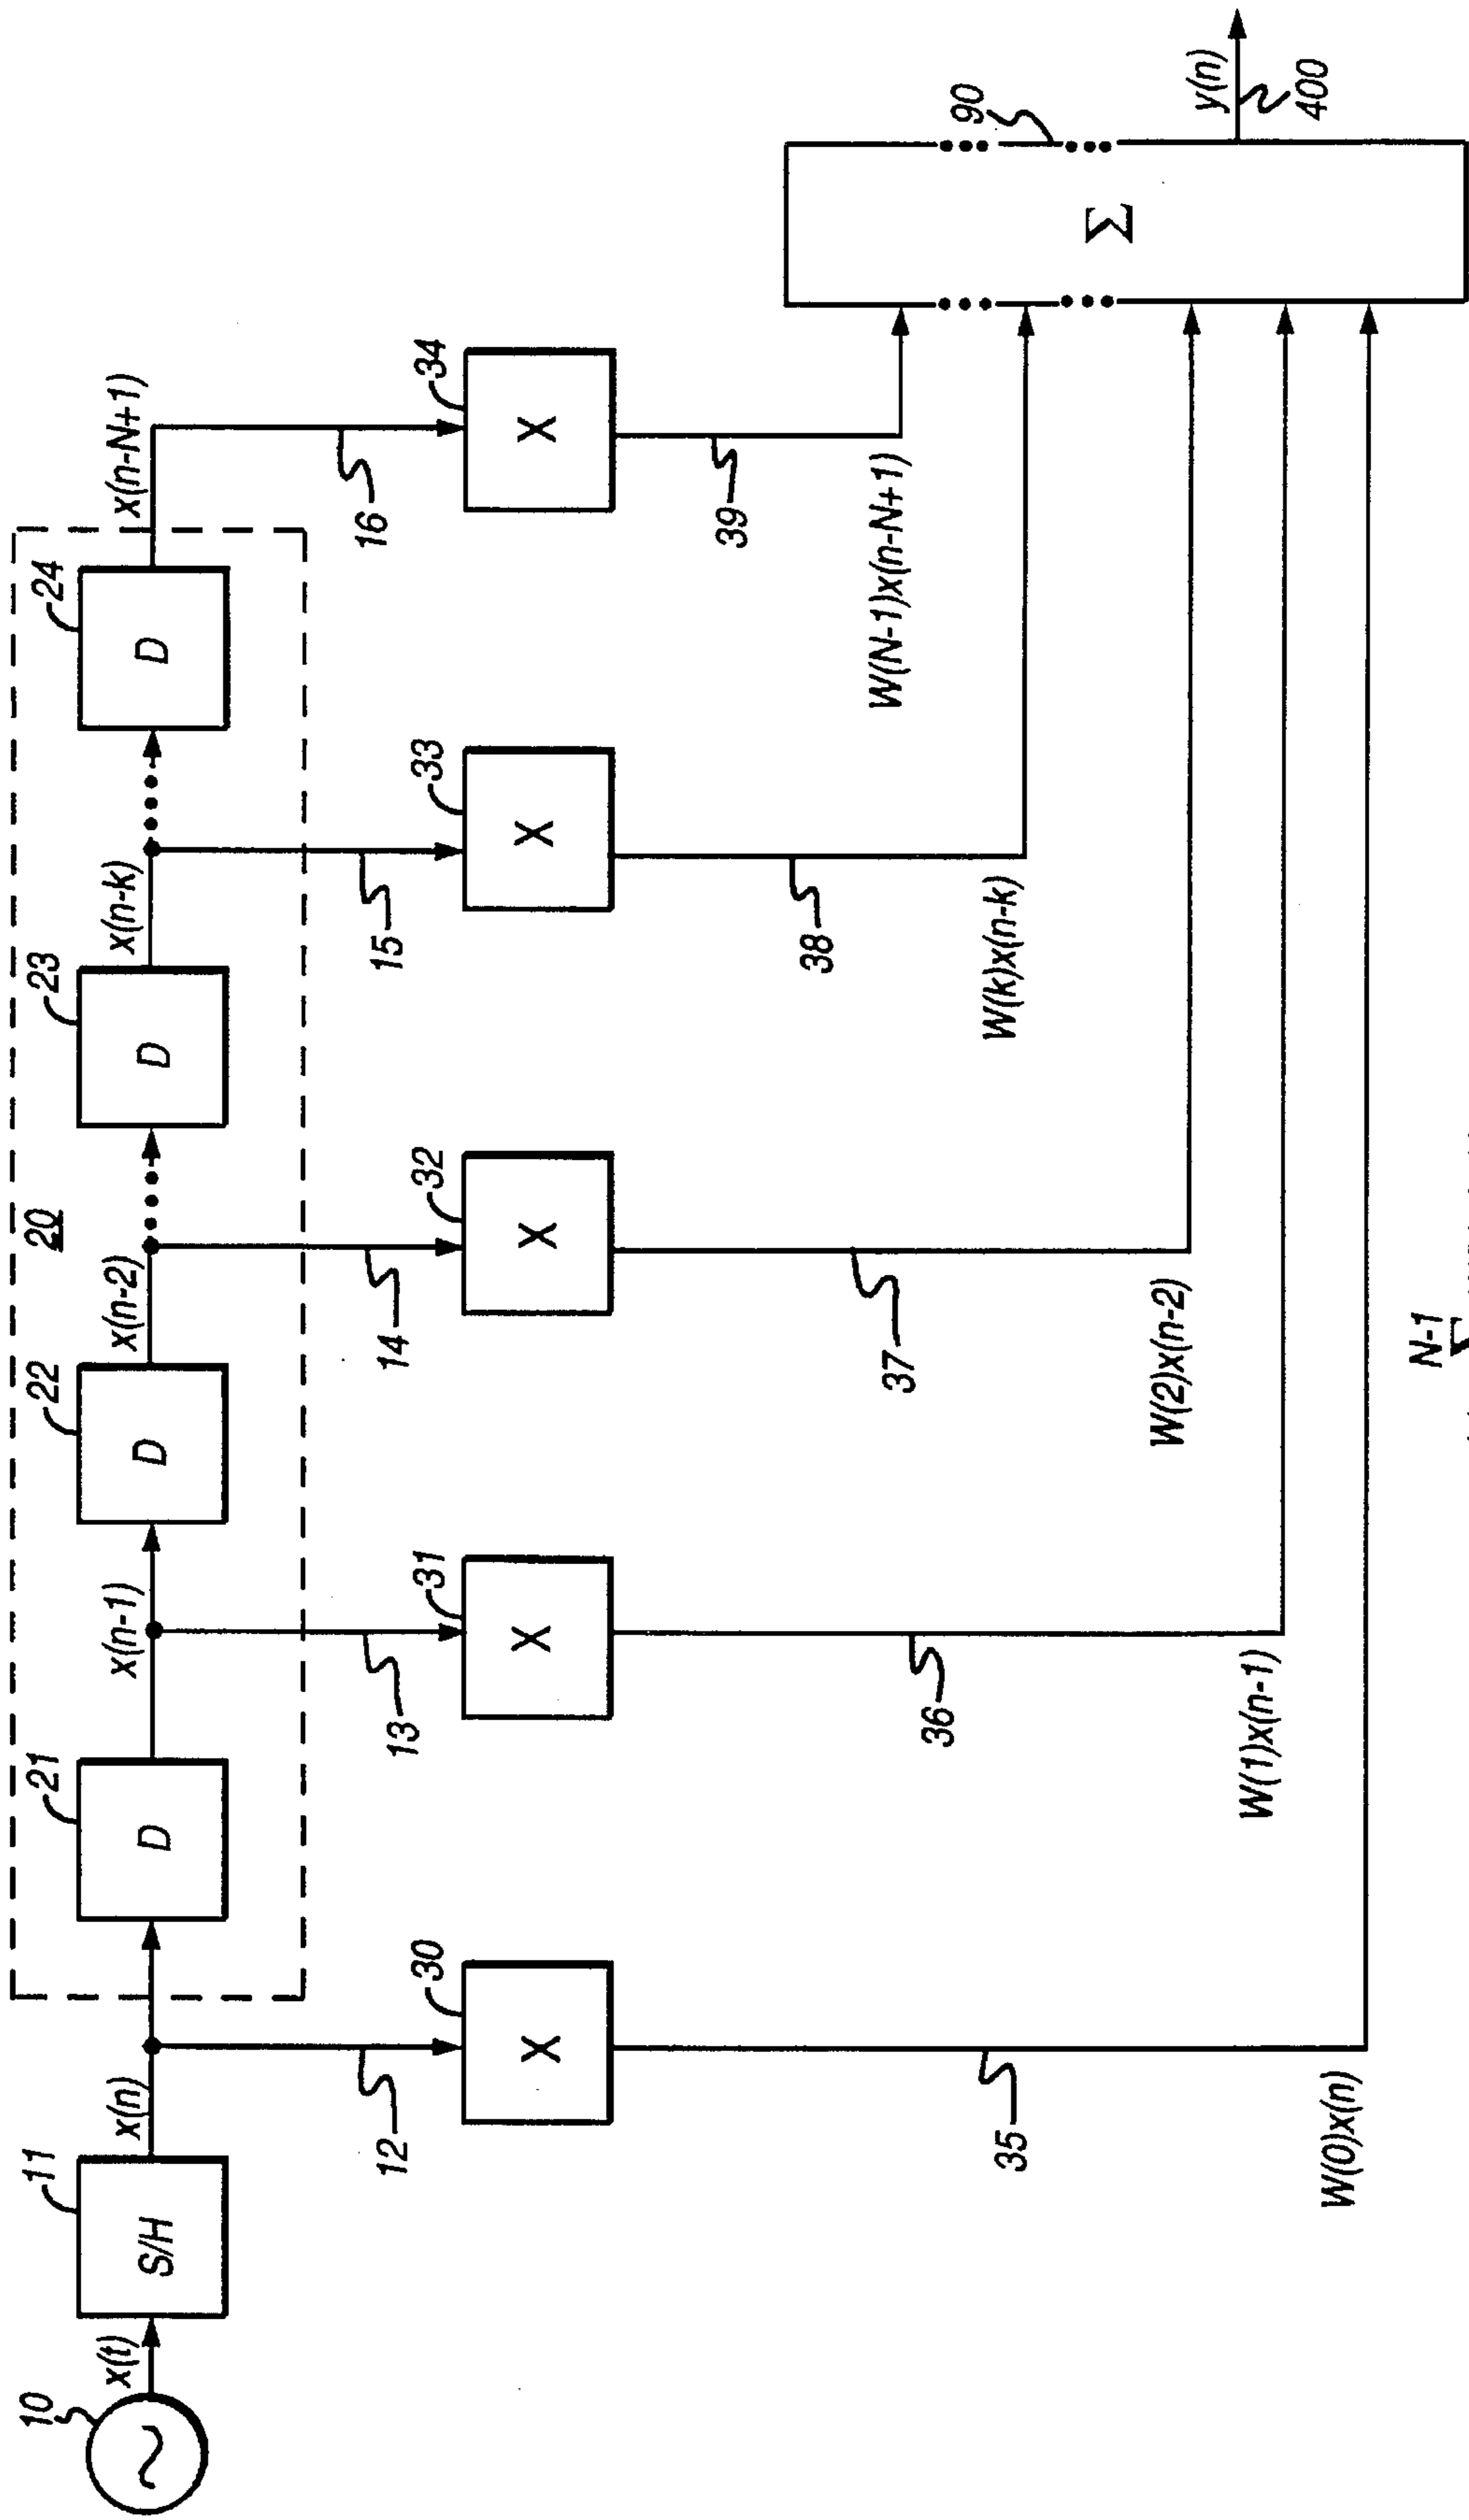 10
x(t)
11
S/H
x(n)
20
21
D
x(n-1)
22
D
x(n-2)
23
D
x(n-k)
24
D
x(n-N+1)
12
13
14
15
16
30
X
31
X
32
X
33
X
34
X
35
36
37
38
39
W(0)x(n)
W(1)x(n-1)
W(2)x(n-2)
W(k)x(n-k)
W(N-1)x(n-N+1)
Σ
90
y(n)
400
N-1